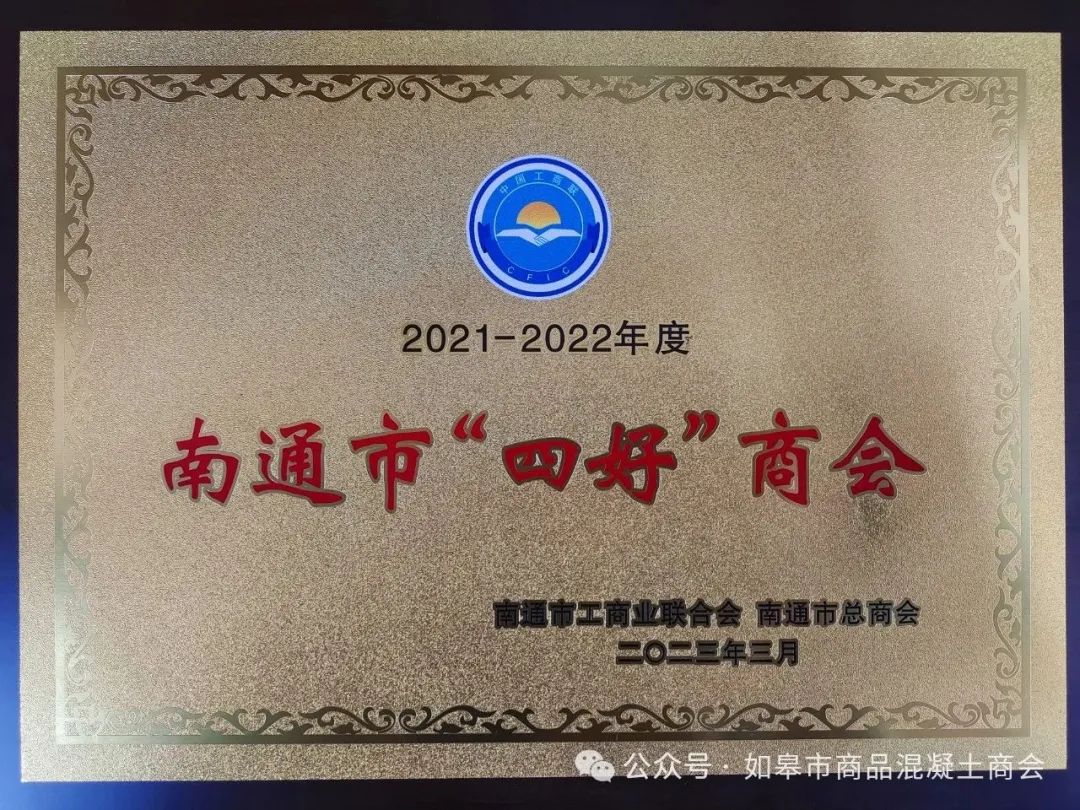 中国工商联
CFIC
2021-2022年度
南通市“四好”商会
南通市工商业联合会 南通市总商会
二〇二三年三月
公众号·如皋市商品混凝土商会